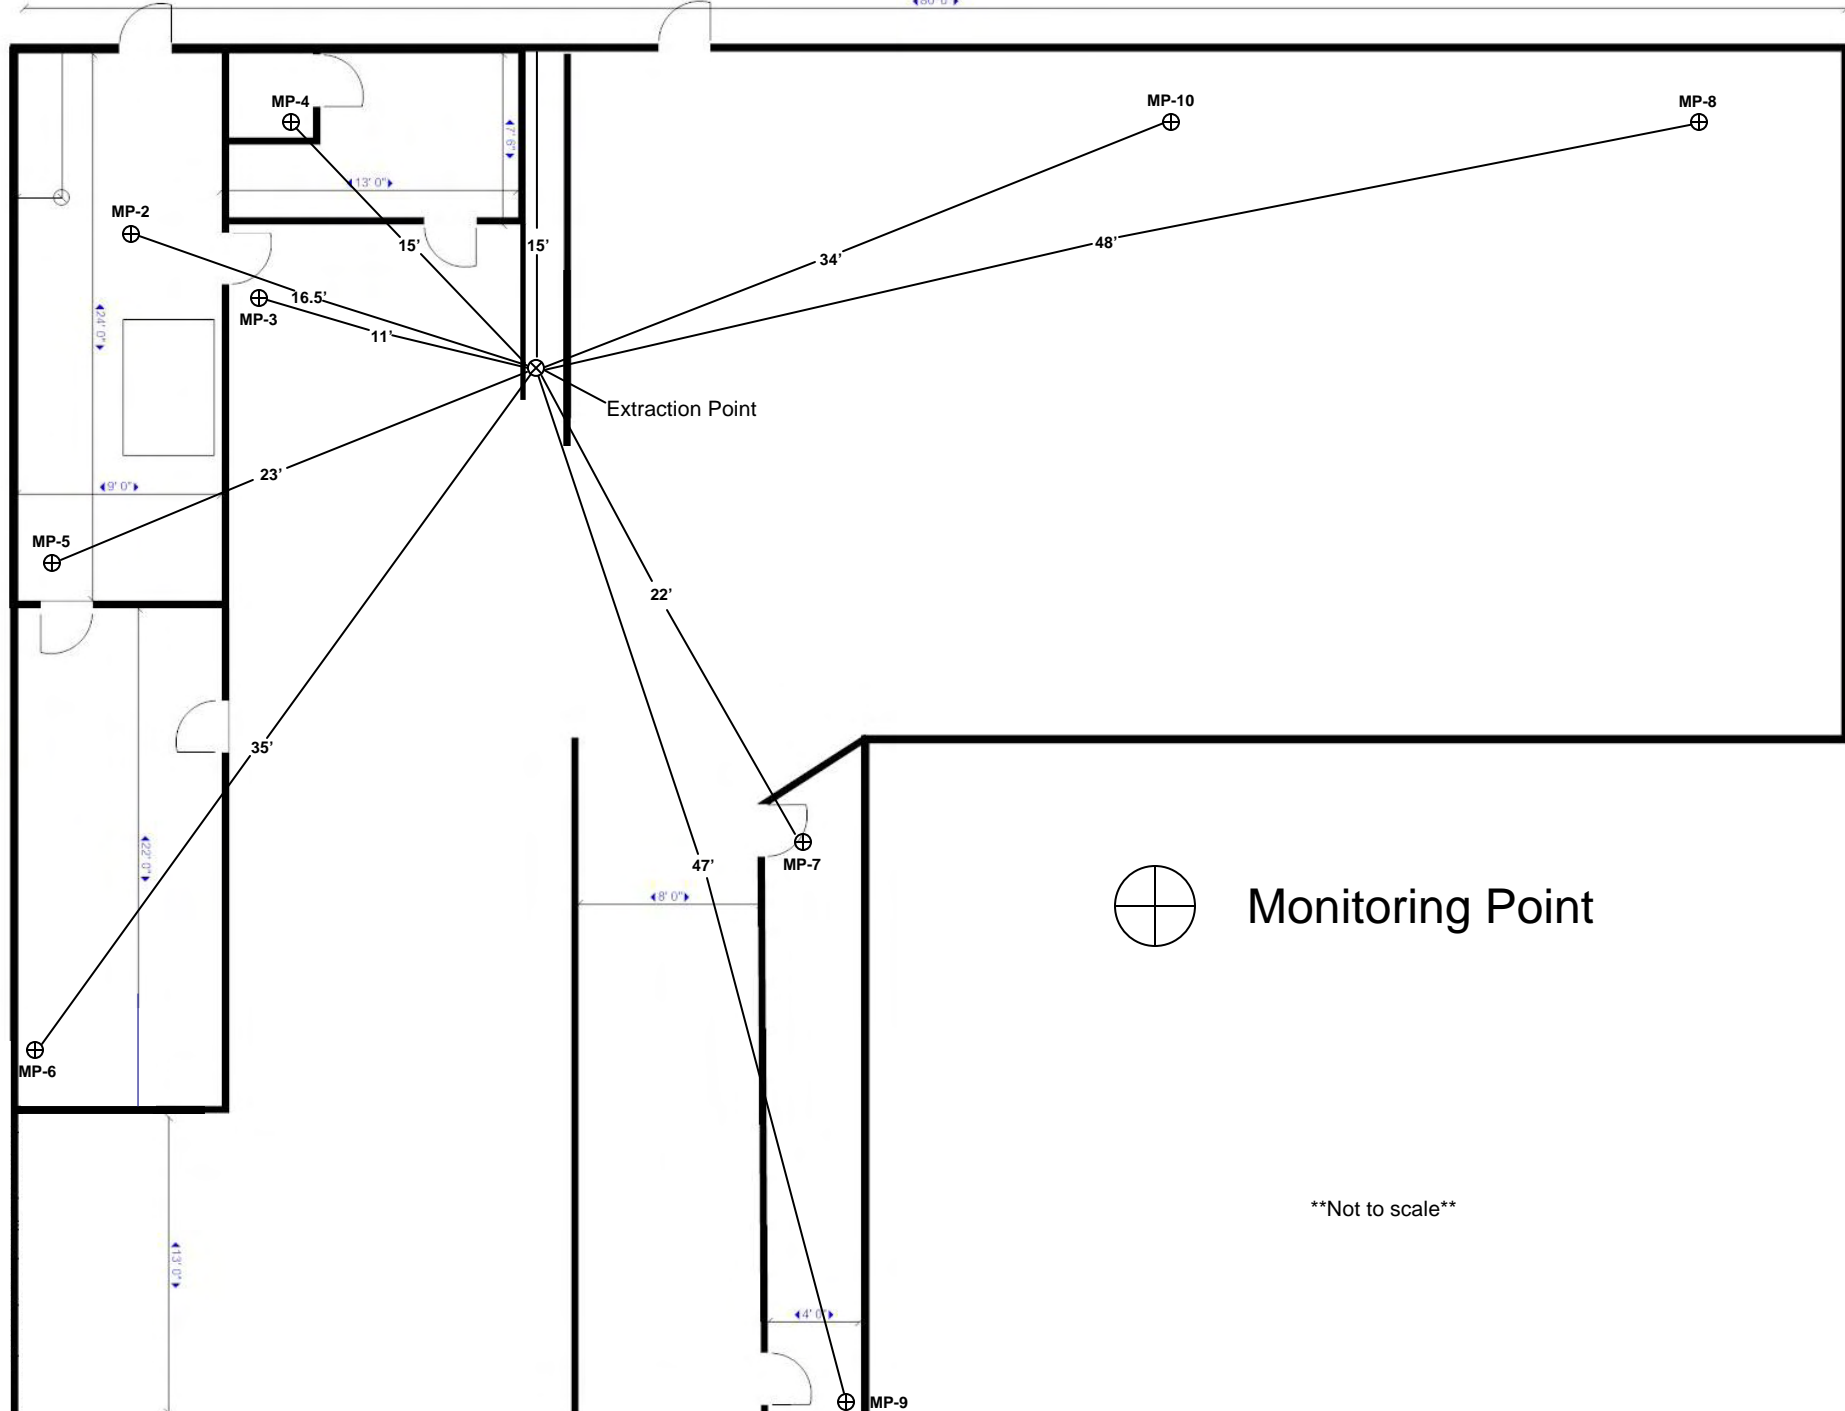 80' 0"
MP-4
MP-10
MP-8
7' 6"
13' 0"
MP-2
15'
15'
34'
48'
16.5'
MP-3
11'
24' 0"
Extraction Point
23'
9' 0"
MP-5
22'
35'
47'
MP-7
22' 0"
8' 0"
Monitoring Point
MP-6
**Not to scale**
13' 0"
4' 0"
MP-9